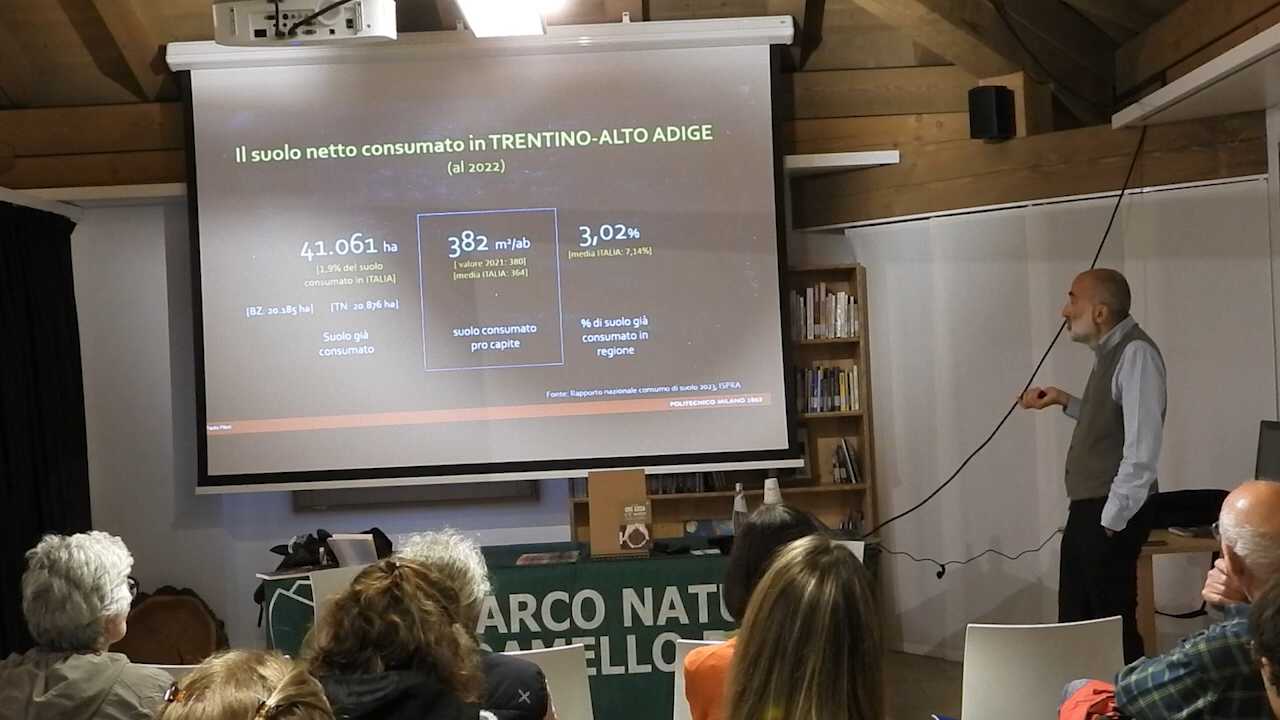 Il suolo netto consumato in TRENTINO-ALTO ADIGE
(al 2022)
41.061 ha
[1,9% del suolo
consumato in ITALIA]
[BZ: 20.185 ha] [TN: 20.876 ha]
Suolo già
consumato
382 m²/ab
[ valore 2021: 380]
[media ITALIA: 364]
suolo consumato
pro capite
3,02%
[media ITALIA: 7,14%]
% di suolo già
consumato in
regione
Fonte: Rapporto nazionale consumo di suolo 2023, ISPRA
POLITECNICO MILANO 1863
Paolo Pileri
ARCO NATU
AMELLO